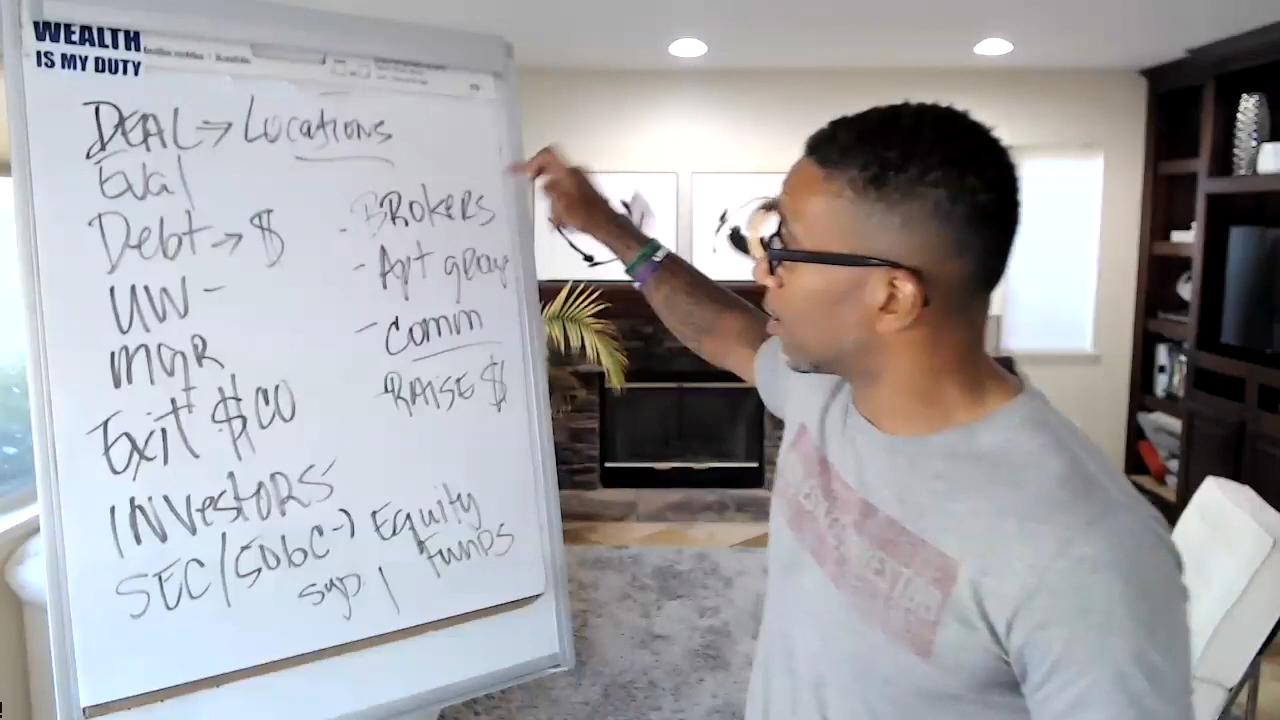 WEALTH
IS MY DUTY
DEAL → Locations
Eval
Debt → $
UW -
MGR
Exit $CO
INVestORS
SEC/506C → Equity
Funds
syn |
- BROKERS
- Apt group
- Comm
- RAISE $